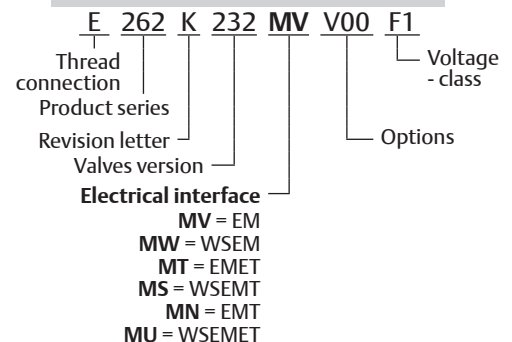 E 262 K 232 MV V00 F1
Thread
connection
Product series
Revision letter
Valves version
Electrical interface
MV = EM
MW = WSEM
MT = EMET
MS = WSEMT
MN = EMT
MU = WSEMET
Voltage
- class
Options